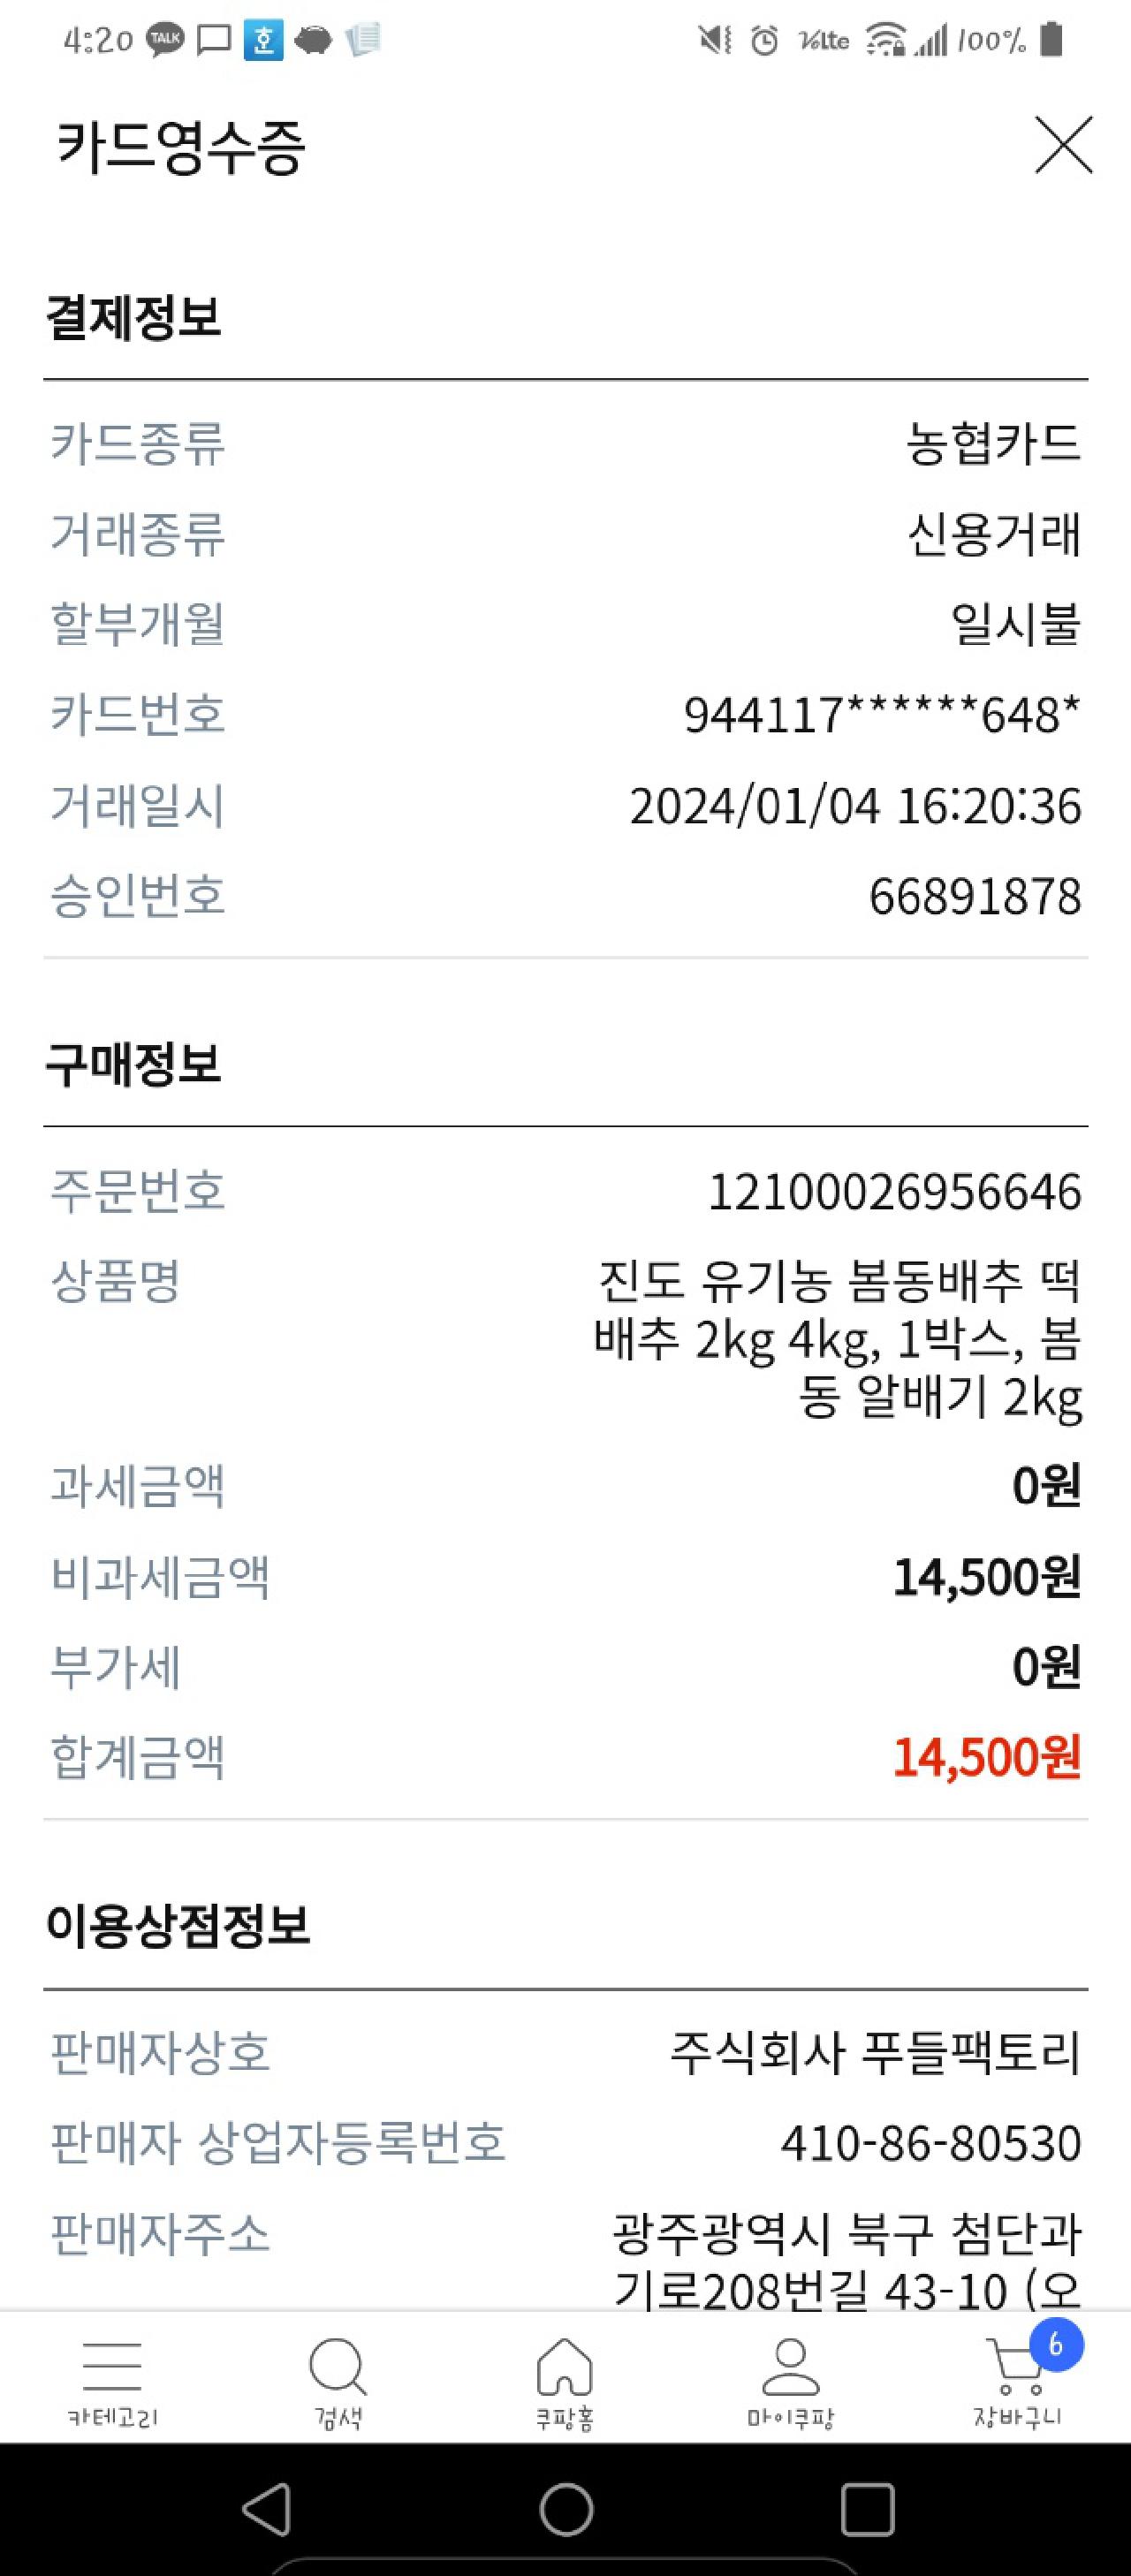 4:20 TALK 호 Volte 100%
카드영수증
결제정보
카드종류 농협카드
거래종류 신용거래
할부개월 일시불
카드번호 944117******648*
거래일시 2024/01/04 16:20:36
승인번호 66891878
구매정보
주문번호 12100026956646
상품명 진도 유기농 봄동배추 떡
배추 2kg 4kg, 1박스, 봄
동 알배기 2kg
과세금액 0원
비과세금액 14,500원
부가세 0원
합계금액 14,500원
이용상점정보
판매자상호 주식회사 푸들팩토리
판매자 상업자등록번호 410-86-80530
판매자주소 광주광역시 북구 첨단과
기로208번길 43-10 (오
6
카테고리 검색 쿠팡홈 마이쿠팡 장바구니